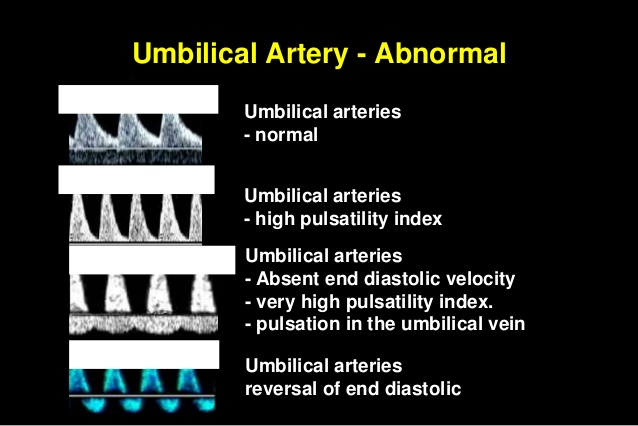 Umbilical Artery - Abnormal
Umbilical arteries
- normal
Umbilical arteries
- high pulsatility index
Umbilical arteries
- Absent end diastolic velocity
- very high pulsatility index.
- pulsation in the umbilical vein
Umbilical arteries
reversal of end diastolic